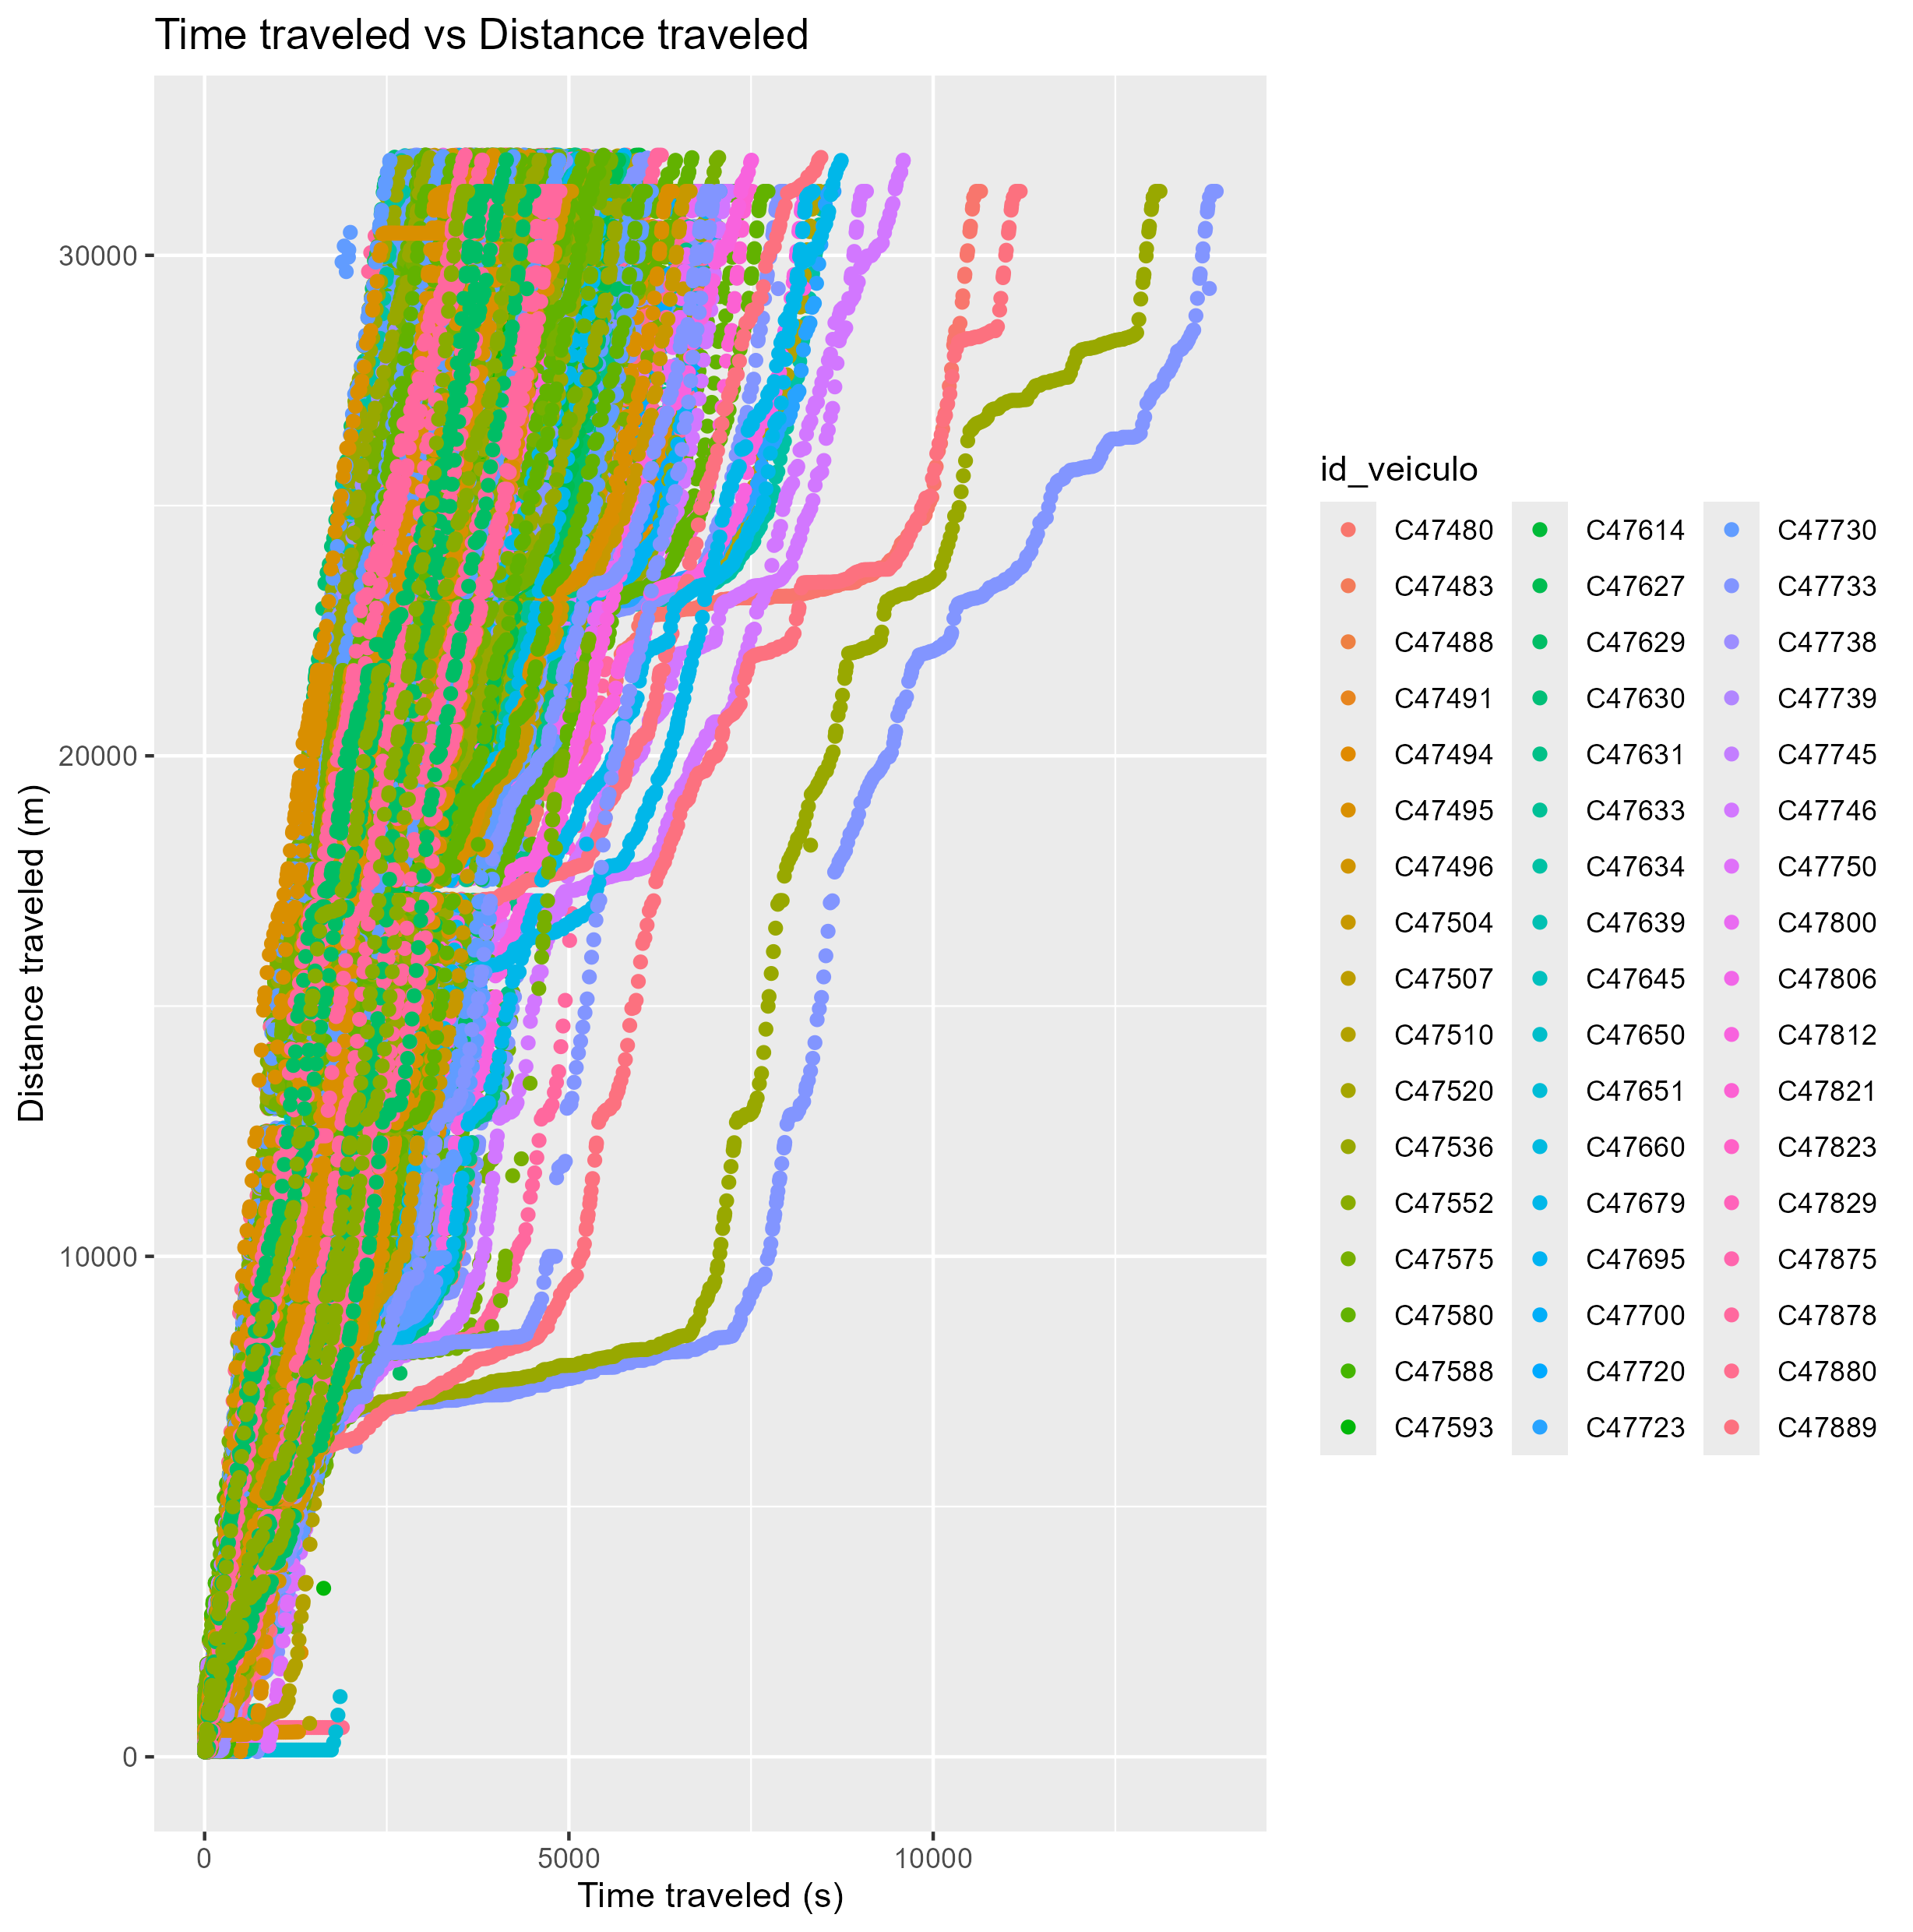 Time traveled vs Distance traveled
30000
20000
10000
0
Distance traveled (m)
0
5000
10000
Time traveled (s)
id_veiculo
C47480
C47483
C47488
C47491
C47494
C47495
C47496
C47504
C47507
C47510
C47520
C47536
C47552
C47575
C47580
C47588
C47593
C47614
C47627
C47629
C47630
C47631
C47633
C47634
C47639
C47645
C47650
C47651
C47660
C47679
C47695
C47700
C47720
C47723
C47730
C47733
C47738
C47739
C47745
C47746
C47750
C47800
C47806
C47812
C47821
C47823
C47829
C47875
C47878
C47880
C47889